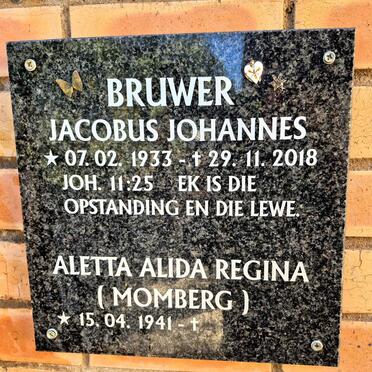 BRUWER
JACOBUS JOHANNES
★ 07. 02. 1933 - ✝ 29. 11. 2018
JOH. 11:25 EK IS DIE
OPSTANDING EN DIE LEWE.
ALETTA ALIDA REGINA
( MOMBERG )
★ 15. 04. 1941 - ✝